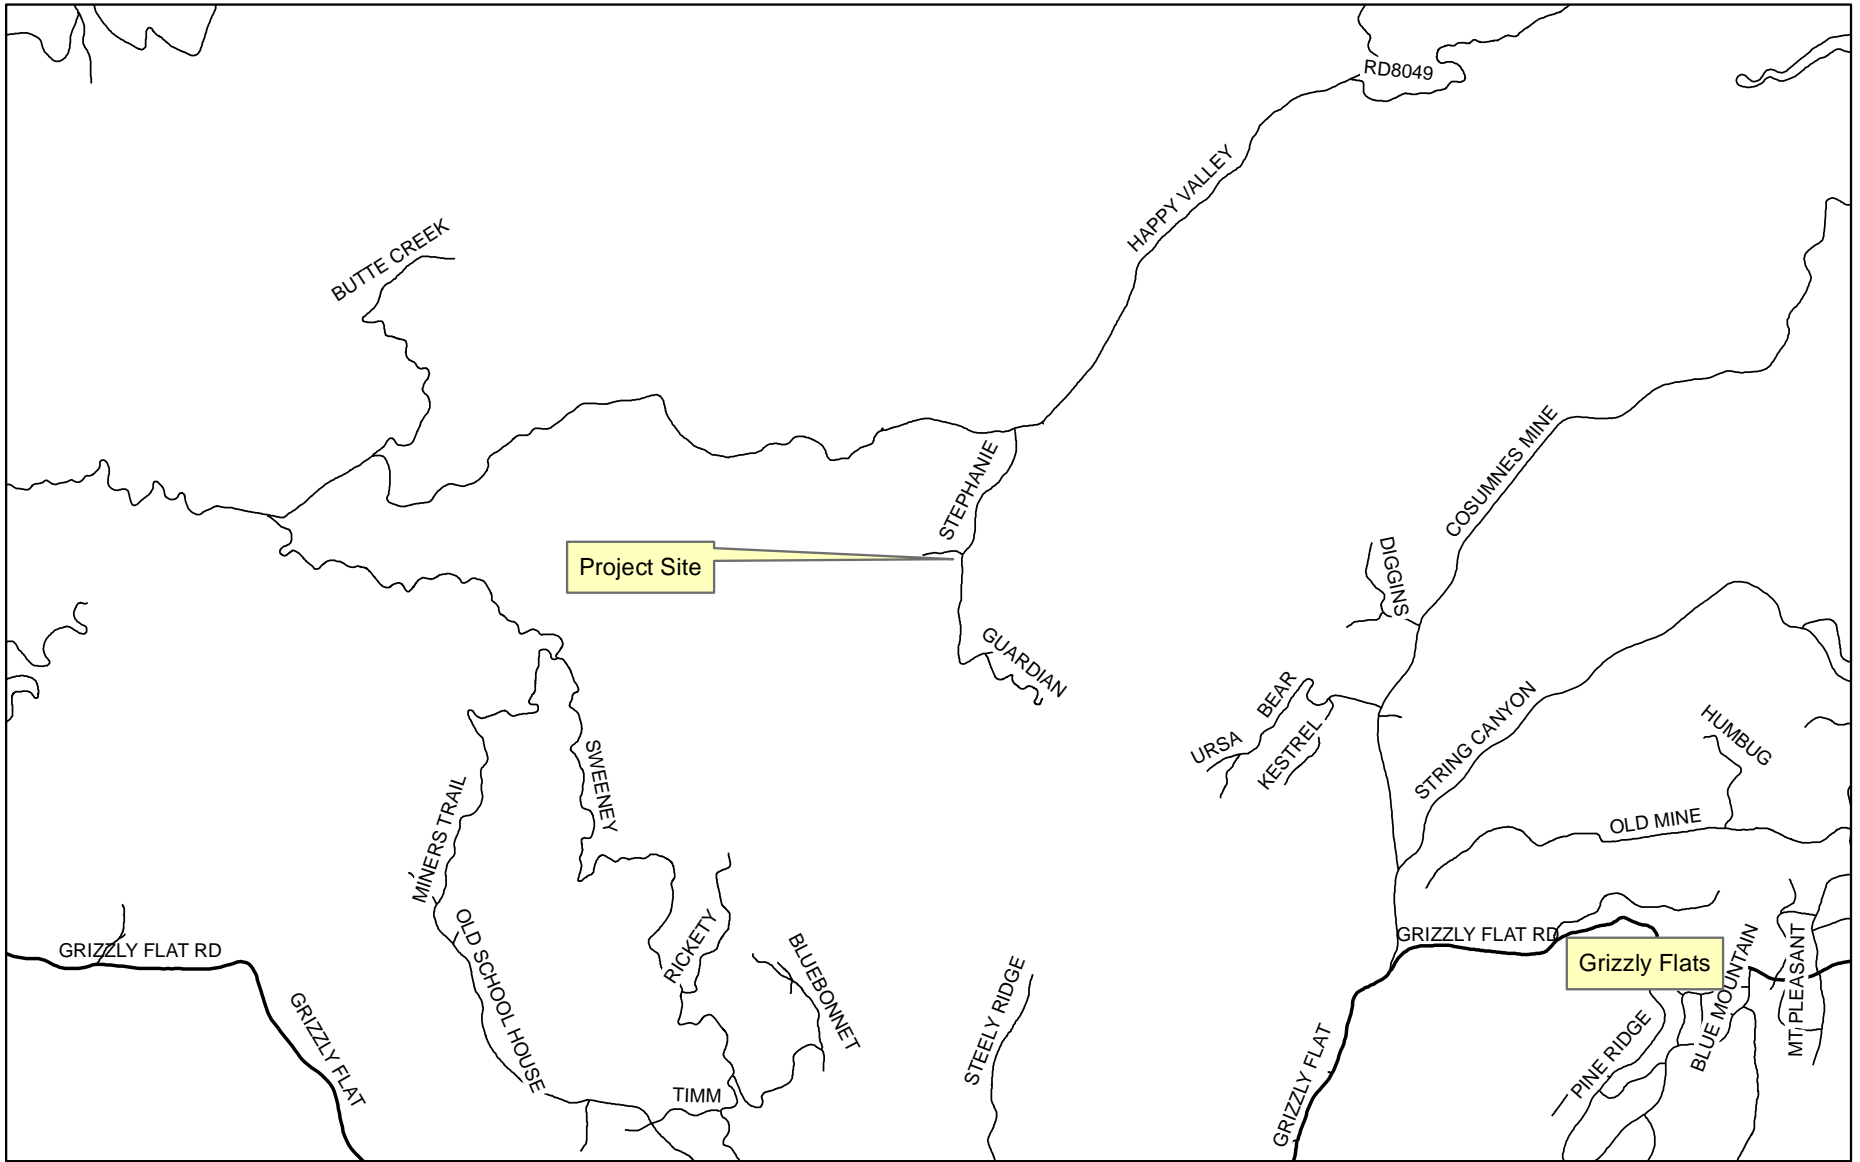 RD8049
HAPPY VALLEY
BUTTE CREEK
STEPHANIE
COSUMNES MINE
Project Site
DIGGINS
GUARDIAN
URSA
BEAR
KESTREL
STRING CANYON
HUMBUG
SWEENEY
MINERS TRAIL
OLD MINE
GRIZZLY FLAT RD
OLD SCHOOL HOUSE
RICKETY
BLUEBONNET
STEELY RIDGE
GRIZZLY FLAT RD
Grizzly Flats
BLUE MOUNTAIN
MT PLEASANT
GRIZZLY FLAT
TIMM
GRIZZLY FLAT
PINE RIDGE